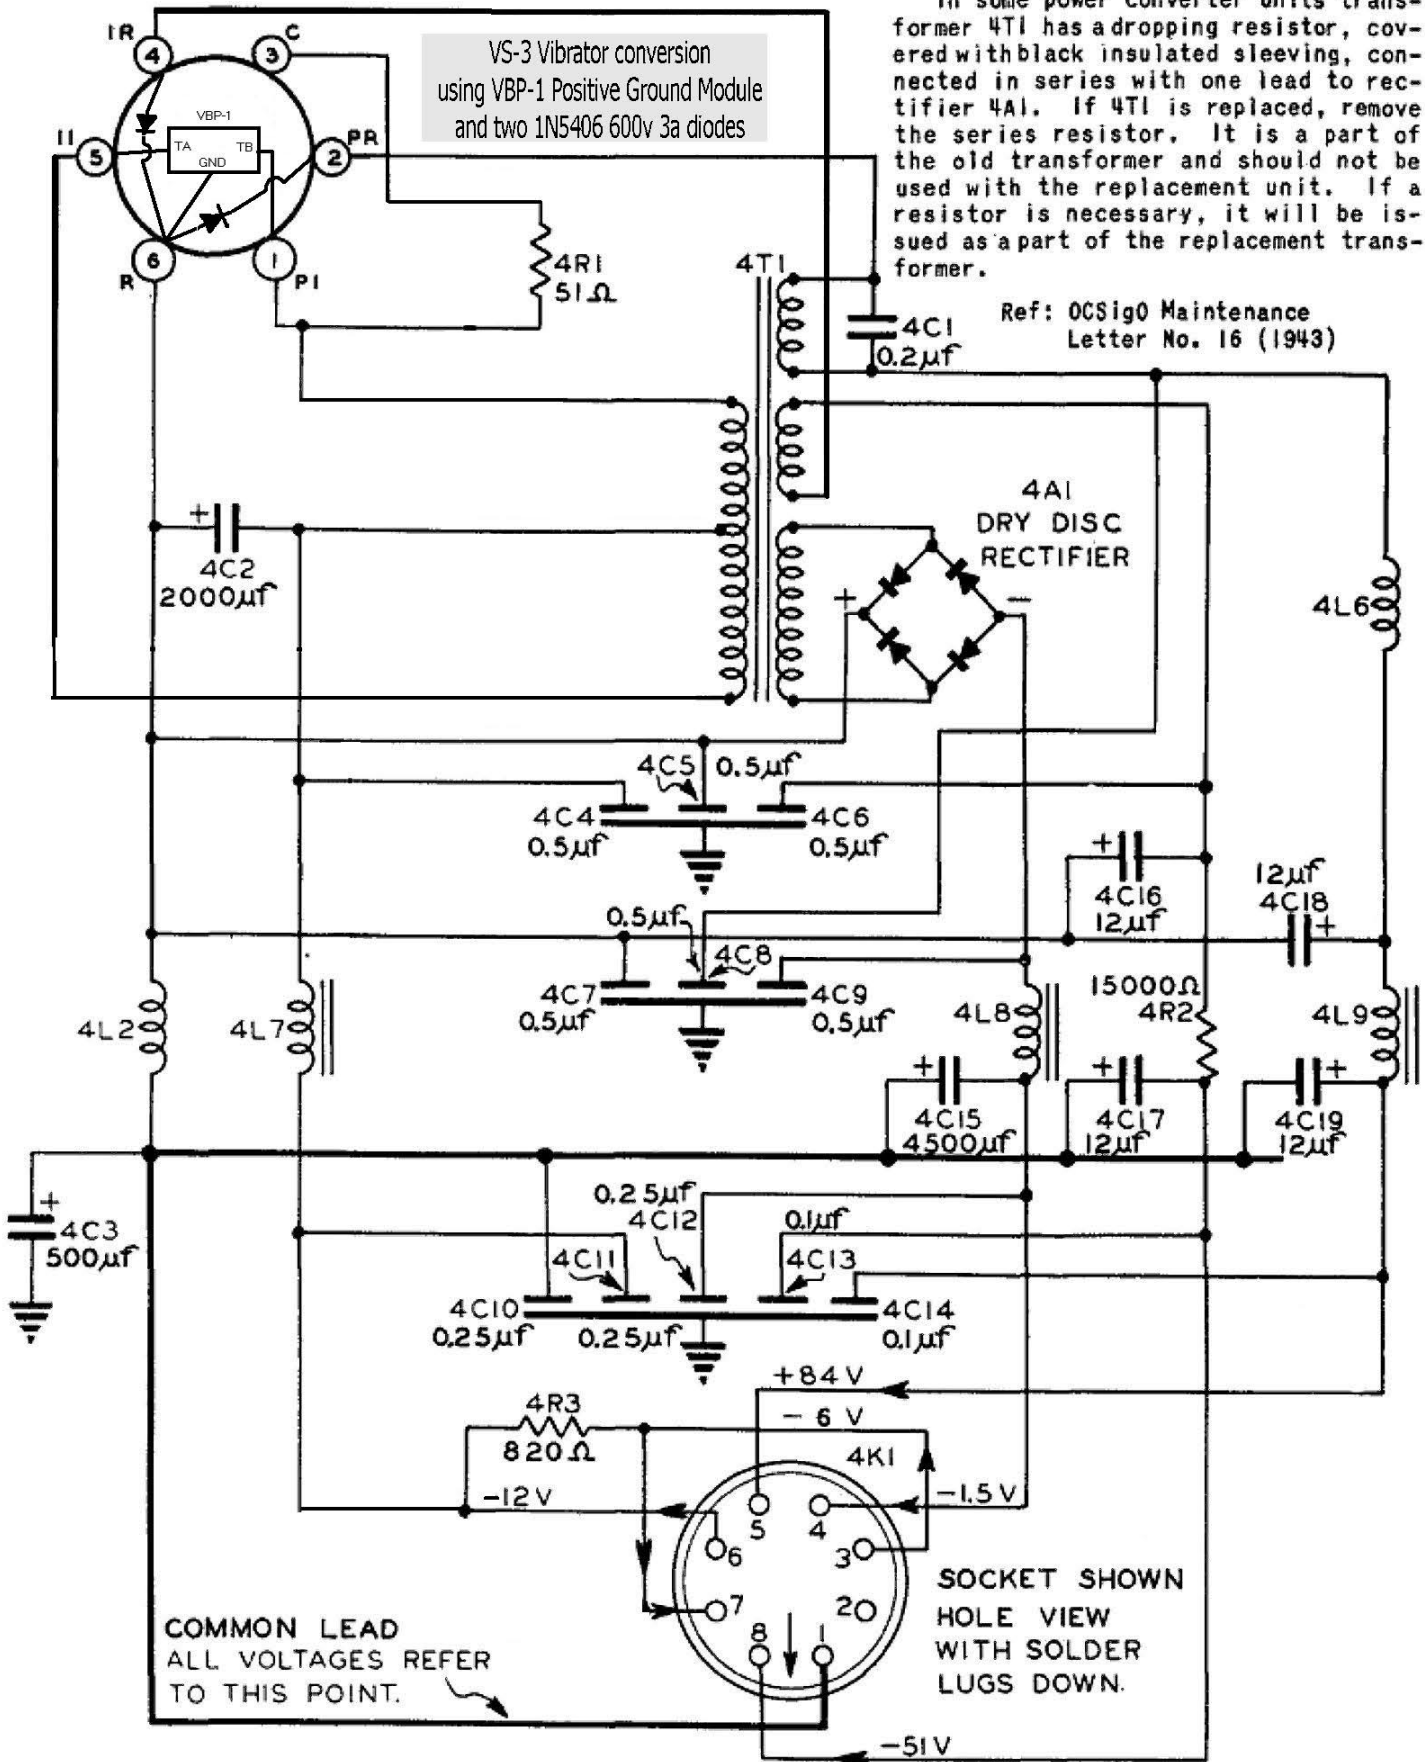 In some power converter units trans-
former 4T1 has a dropping resistor, cov-
ered with black insulated sleeving, con-
nected in series with one lead to rec-
tifier 4A1. If 4T1 is replaced, remove
the series resistor. It is a part of
the old transformer and should not be
used with the replacement unit. If a
resistor is necessary, it will be is-
sued as a part of the replacement trans-
former.
Ref: OCSigO Maintenance
Letter No. 16 (1943)
VS-3 Vibrator conversion
using VBP-1 Positive Ground Module
and two 1N5406 600v 3a diodes
IR
4
3
C
VBP-1
TA
TB
GND
II
5
2
PR
R
6
1
PI
4R1
51Ω
4T1
4C1
0.2µf
+
4C2
2000µf
4A1
DRY DISC
RECTIFIER
+
−
4L6
4C5
0.5µf
4C4
0.5µf
4C6
0.5µf
+
4C16
12µf
12µf
4C18
+
0.5µf
4C8
4C7
0.5µf
4C9
0.5µf
4L2
4L7
4L8
15000Ω
4R2
4L9
+
4C15
4500µf
+
4C17
12µf
+
4C19
12µf
+
4C3
500µf
0.25µf
4C12
0.1µf
4C11
4C13
4C10
0.25µf
0.25µf
4C14
0.1µf
+84V
4R3
820Ω
− 6 V
4K1
−12V
−1.5V
5
4
6
3
7
2
8
1
SOCKET SHOWN
HOLE VIEW
WITH SOLDER
LUGS DOWN.
COMMON LEAD
ALL VOLTAGES REFER
TO THIS POINT.
−51V